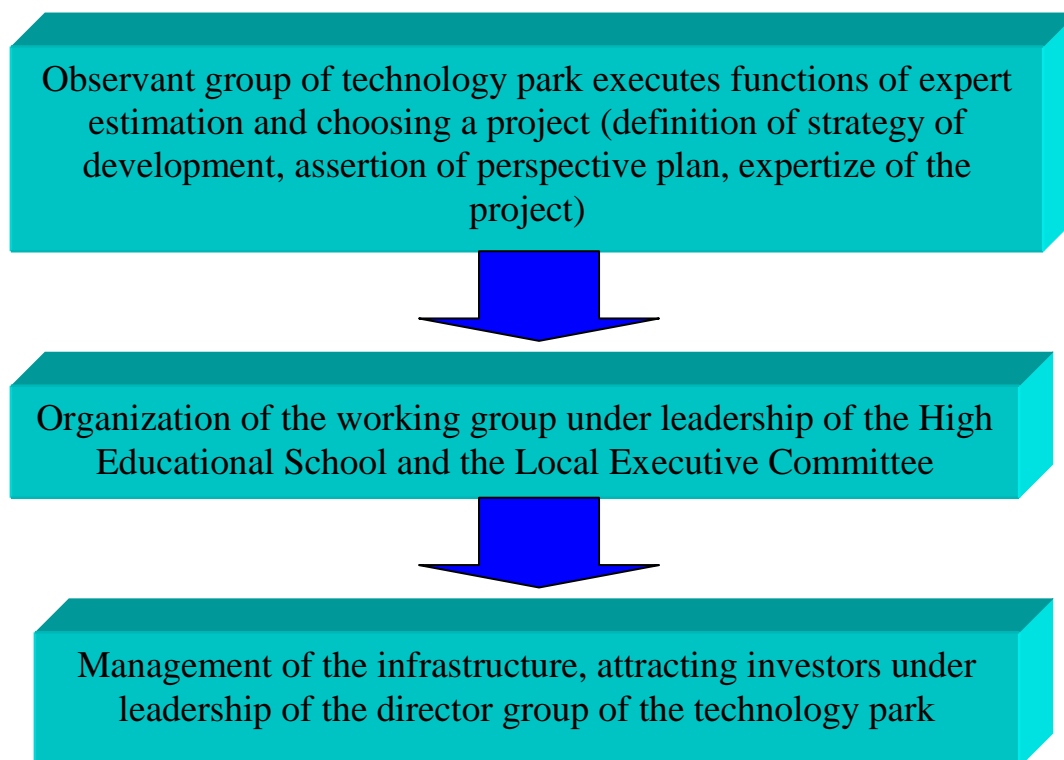 Observant group of technology park executes functions of expert
estimation and choosing a project (definition of strategy of
development, assertion of perspective plan, expertize of the
project)
Organization of the working group under leadership of the High
Educational School and the Local Executive Committee
Management of the infrastructure, attracting investors under
leadership of the director group of the technology park